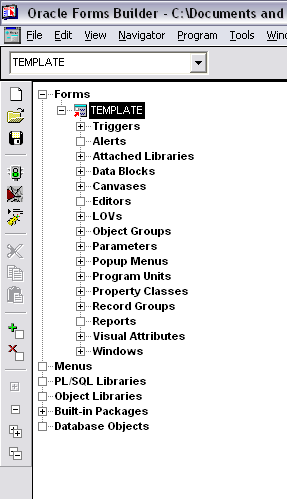 Oracle Forms Builder - C:\Documents and
File Edit View Navigator Program Tools Wind
TEMPLATE
Forms
TEMPLATE
Triggers
Alerts
Attached Libraries
Data Blocks
Canvases
Editors
LOVs
Object Groups
Parameters
Popup Menus
Program Units
Property Classes
Record Groups
Reports
Visual Attributes
Windows
Menus
PL/SQL Libraries
Object Libraries
Built-in Packages
Database Objects